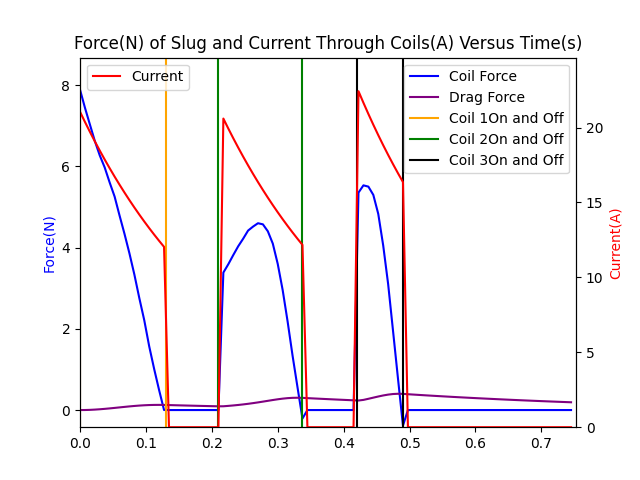 Force(N) of Slug and Current Through Coils(A) Versus Time(s)
Current
Coil Force
Drag Force
Coil 1On and Off
Coil 2On and Off
Coil 3On and Off
Force(N)
Current(A)
8
6
4
2
0
20
15
10
5
0
0.0 0.1 0.2 0.3 0.4 0.5 0.6 0.7